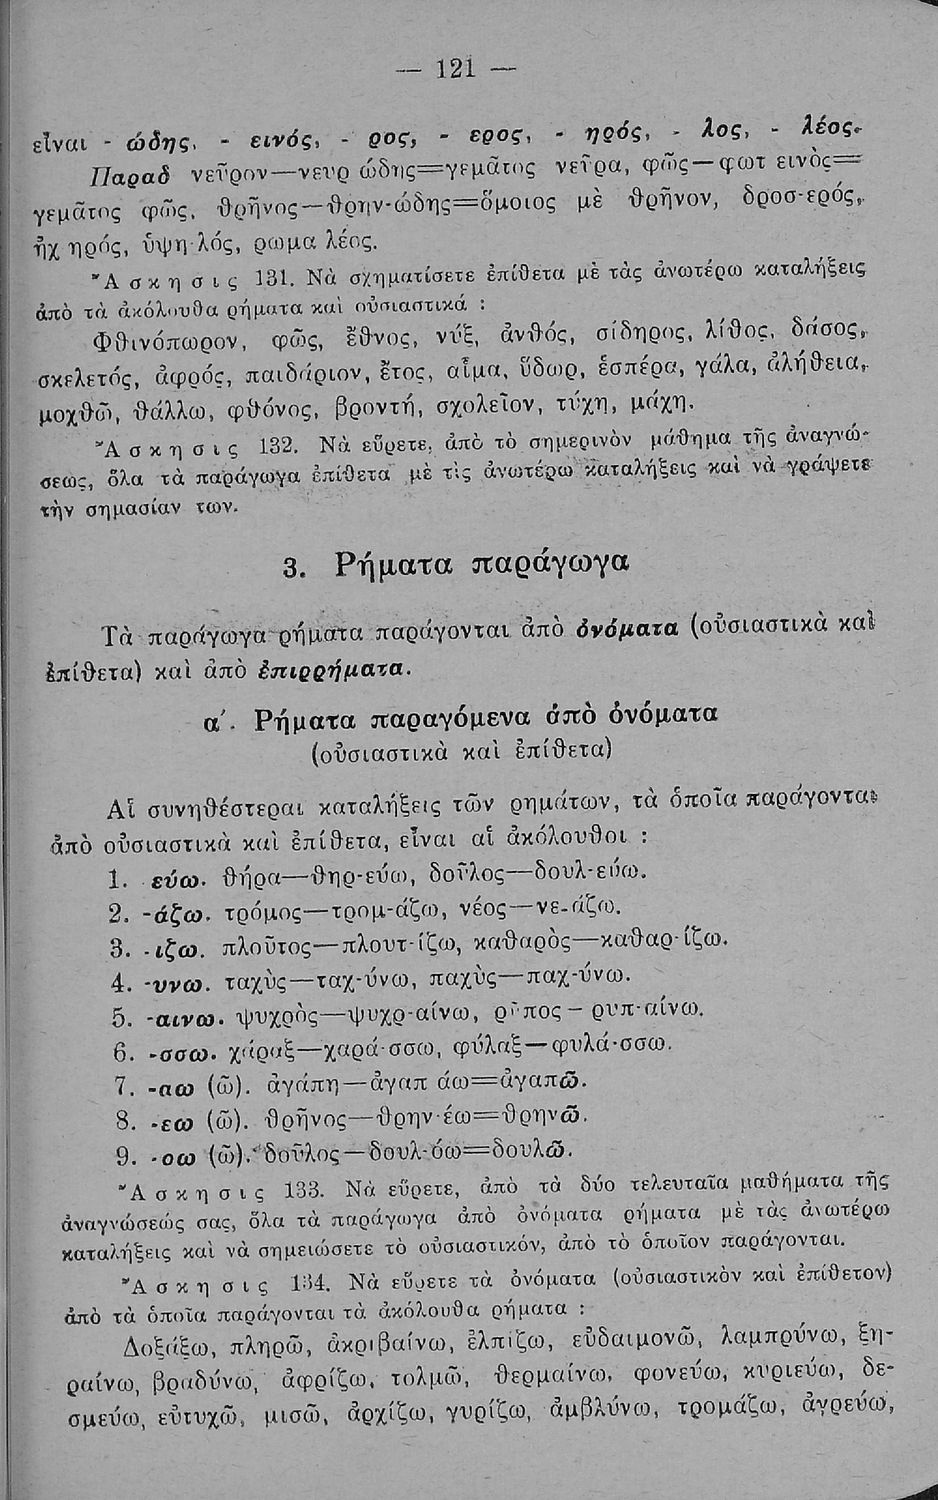 — 121 —
εἶναι - ώδης, - εινός, - ρος, - ερος, - ηρός, - λος, - λέος.
Παραδ νεῦρον—νευρ ώδης=γεμᾶτος νεῦρα, φῶς—φωτ εινὸς=
γεμᾶτος φῶς, θρῆνος—θρην-ώδης=ὅμοιος μὲ θρῆνον, δροσ-ερός,
ἠχ ηρός, ὑψη λός, ρωμα λέος.
Ἄσκησις 131. Νὰ σχηματίσετε ἐπίθετα μὲ τὰς ἀνωτέρω καταλήξεις
ἀπὸ τὰ ἀκόλουθα ρήματα καὶ οὐσιαστικά :
Φθινόπωρον, φῶς, ἔθνος, νύξ, ἀνθός, σίδηρος, λίθος, δάσος,
σκελετός, ἀφρός, παιδάριον, ἔτος, αἷμα, ὕδωρ, ἑσπέρα, γάλα, ἀλήθεια,
μοχθῶ, θάλλω, φθόνος, βροντή, σχολεῖον, τύχη, μάχη.
Ἄσκησις 132. Νὰ εὕρετε, ἀπὸ τὸ σημερινὸν μάθημα τῆς ἀναγνώ-
σεως, ὅλα τὰ παράγωγα ἐπίθετα μὲ τὶς ἀνωτέρω καταλήξεις καὶ νὰ γράψετε
τὴν σημασίαν των.
3. Ρήματα παράγωγα
Τὰ παράγωγα ρήματα παράγονται ἀπὸ ὀνόματα (οὐσιαστικὰ καὶ
ἐπίθετα) καὶ ἀπὸ ἐπιρρήματα.
α΄. Ρήματα παραγόμενα ἀπὸ ὀνόματα
(οὐσιαστικὰ καὶ ἐπίθετα)
Αἱ συνηθέστεραι καταλήξεις τῶν ρημάτων, τὰ ὁποῖα παράγονται
ἀπὸ οὐσιαστικὰ καὶ ἐπίθετα, εἶναι αἱ ἀκόλουθοι :
1. -εύω. θήρα—θηρ-εύω, δοῦλος—δουλ-εύω.
2. -άζω. τρόμος—τρομ-άζω, νέος—νε-άζω.
3. -ιζω. πλοῦτος—πλουτ-ίζω, καθαρὸς—καθαρ-ίζω.
4. -υνω. ταχὺς—ταχ-ύνω, παχὺς—παχ-ύνω.
5. -αινω. ψυχρὸς—ψυχρ-αίνω, ρύπος – ρυπ-αίνω.
6. -σσω. χάραξ—χαρά-σσω, φύλαξ—φυλά-σσω.
7. -αω (ῶ). ἀγάπη—ἀγαπ άω=ἀγαπῶ.
8. -εω (ῶ). θρῆνος—θρην-έω=θρηνῶ.
9. -οω (ῶ). δοῦλος—δουλ-όω=δουλῶ.
Ἄσκησις 133. Νὰ εὕρετε, ἀπὸ τὰ δύο τελευταῖα μαθήματα τῆς
ἀναγνώσεώς σας, ὅλα τὰ παράγωγα ἀπὸ ὀνόματα ρήματα μὲ τὰς ἀνωτέρω
καταλήξεις καὶ νὰ σημειώσετε τὸ οὐσιαστικόν, ἀπὸ τὸ ὁποῖον παράγονται.
Ἄσκησις 134. Νὰ εὕρετε τὰ ὀνόματα (οὐσιαστικὸν καὶ ἐπίθετον)
ἀπὸ τὰ ὁποῖα παράγονται τὰ ἀκόλουθα ρήματα :
Δοξάζω, πληρῶ, ἀκριβαίνω, ἐλπίζω, εὐδαιμονῶ, λαμπρύνω, ξη-
ραίνω, βραδύνω, ἀφρίζω, τολμῶ, θερμαίνω, φονεύω, κυριεύω, δε-
σμεύω, εὐτυχῶ, μισῶ, ἀρχίζω, γυρίζω, ἀμβλύνω, τρομάζω, ἀγρεύω,